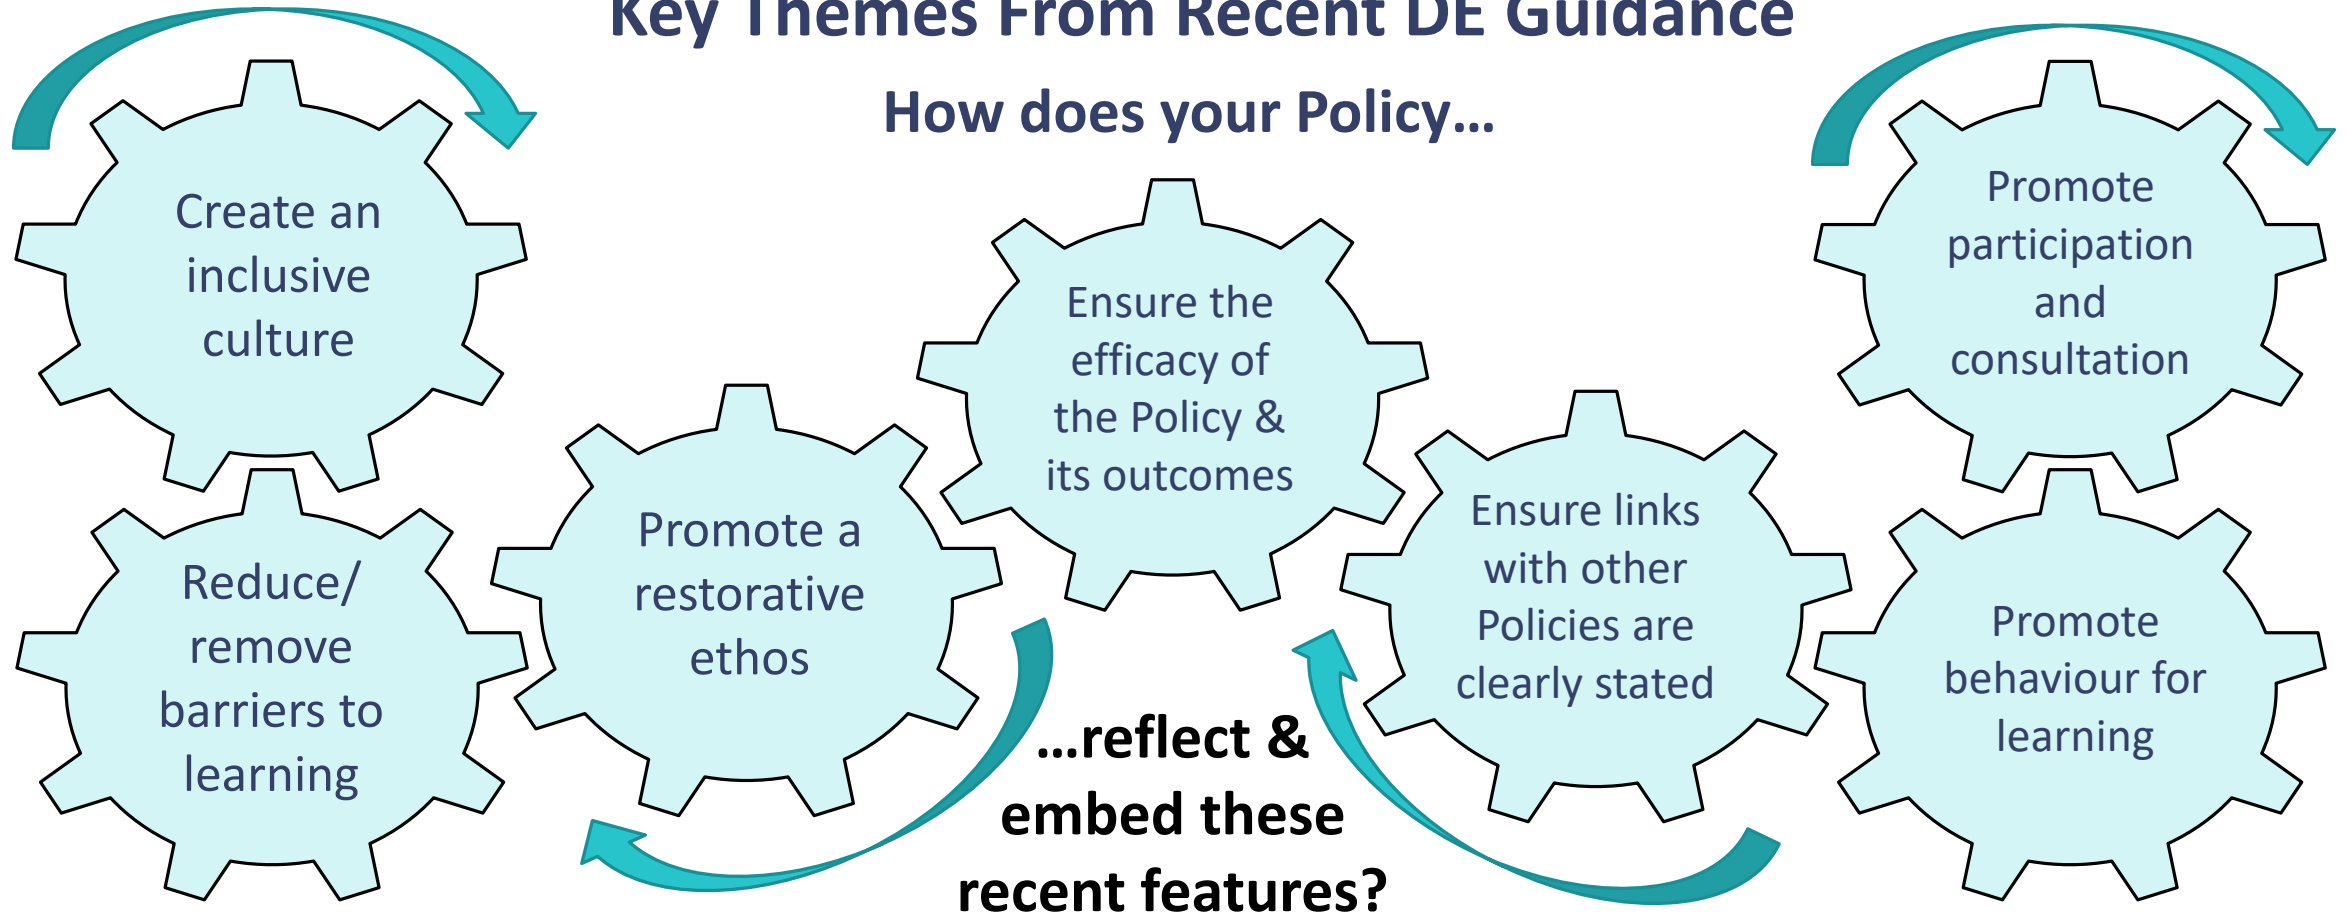 Key Themes From Recent DE Guidance
How does your Policy…
Create an
inclusive
culture
Reduce/
remove
barriers to
learning
Promote a
restorative
ethos
Ensure the
efficacy of
the Policy &
its outcomes
Ensure links
with other
Policies are
clearly stated
Promote
participation
and
consultation
Promote
behaviour for
learning
…reflect &
embed these
recent features?